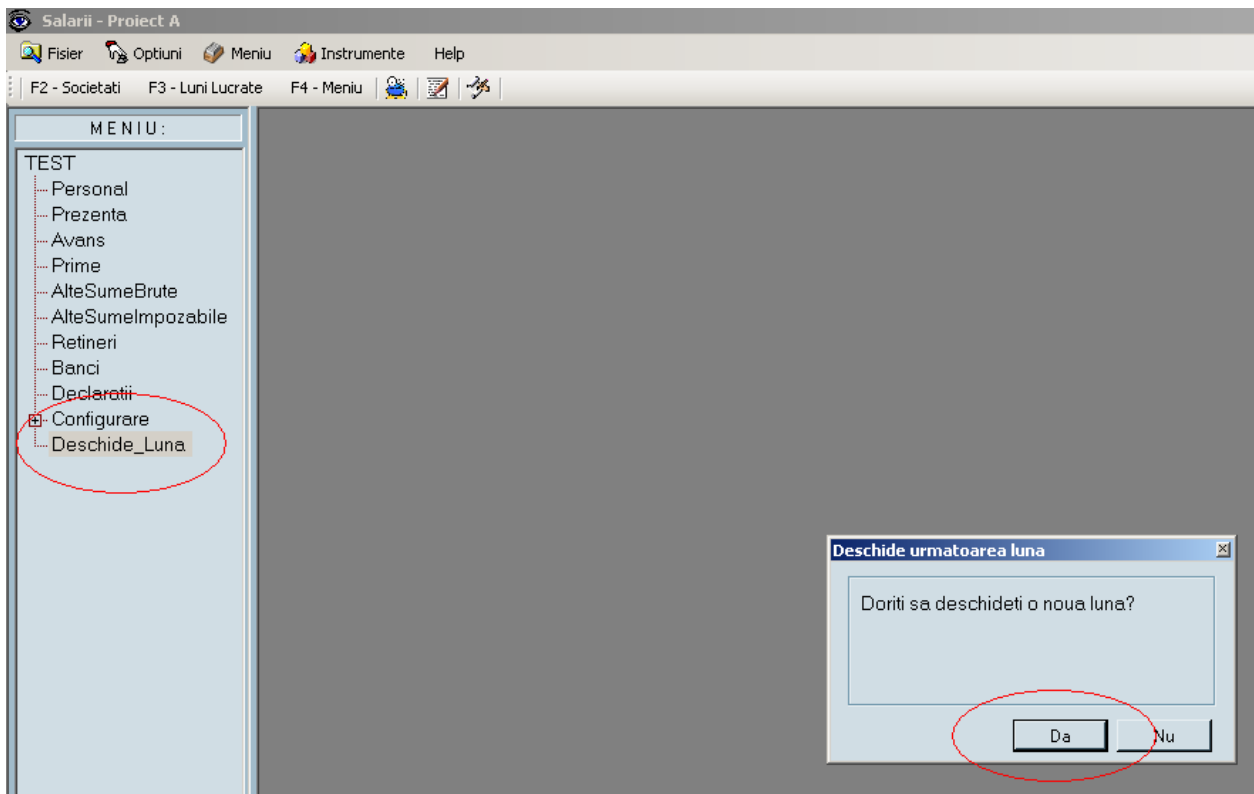 Salarii - Proiect A
Fisier Optiuni Meniu Instrumente Help
F2 - Societati F3 - Luni Lucrate F4 - Meniu
MENIU:
TEST
Personal
Prezenta
Avans
Prime
AlteSumeBrute
AlteSumeImpozabile
Retineri
Banci
Declaratii
Configurare
Deschide_Luna
Deschide urmatoarea luna
Doriti sa deschideti o noua luna?
Da Nu